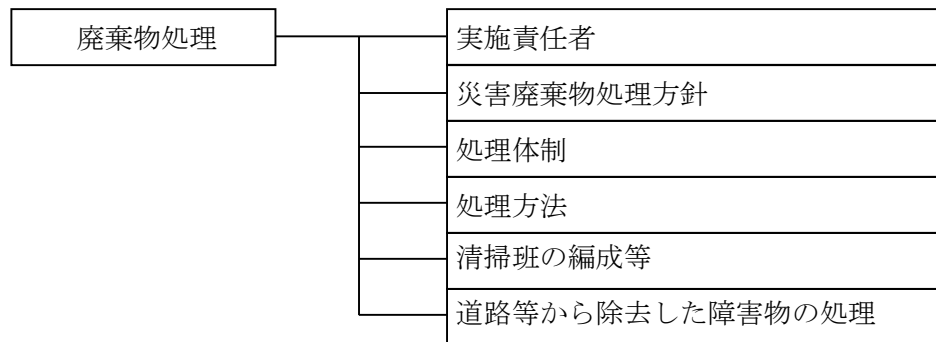 廃棄物処理
実施責任者
災害廃棄物処理方針
処理体制
処理方法
清掃班の編成等
道路等から除去した障害物の処理